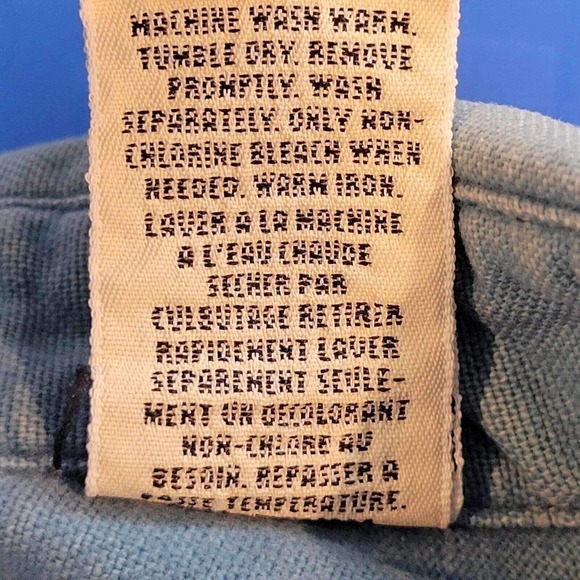 MACHINE WASH WARM.
TUMBLE DRY. REMOVE
PROMPTLY. WASH
SEPARATELY. ONLY NON-
CHLORINE BLEACH WHEN
NEEDED. WARM IRON.
LAVER A LA MACHINE
A L'EAU CHAUDE
SECHER PAR
CULBUTAGE RETIRER
RAPIDEMENT LAVER
SEPAREMENT SEULE-
MENT UN DECOLORANT
NON-CHLORE AU
BESOIN. REPASSER A
BASSE TEMPERATURE.